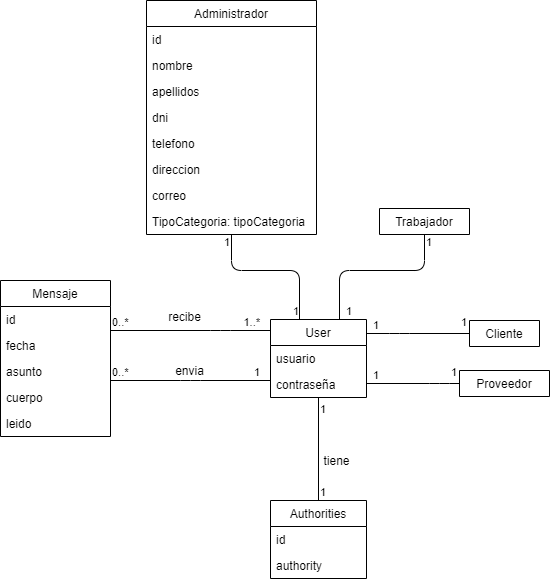 Administrador
id
nombre
apellidos
dni
telefono
direccion
correo
TipoCategoria: tipoCategoria
Trabajador
1
1
Mensaje
id
fecha
asunto
cuerpo
leido
0..*
recibe
1..*
0..*
envia
1
1
1
User
usuario
contraseña
1
1
Cliente
1
1
Proveedor
1
tiene
1
Authorities
id
authority